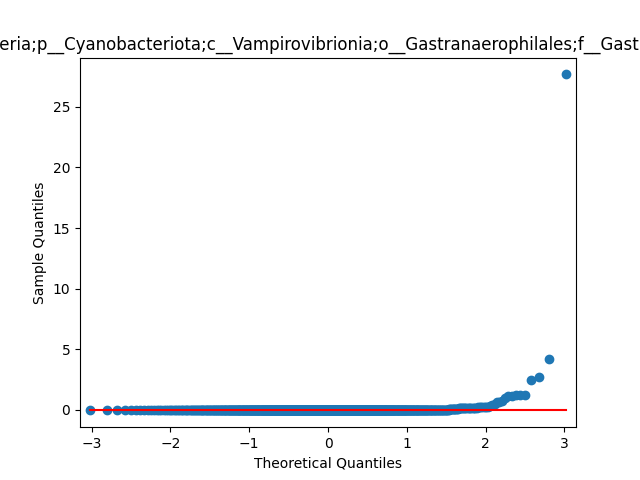 eria;p__Cyanobacteriota;c__Vampirovibrionia;o__Gastranaerophilales;f__Gast
25
20
15
10
5
0
Sample Quantiles
−3 −2 −1 0 1 2 3
Theoretical Quantiles